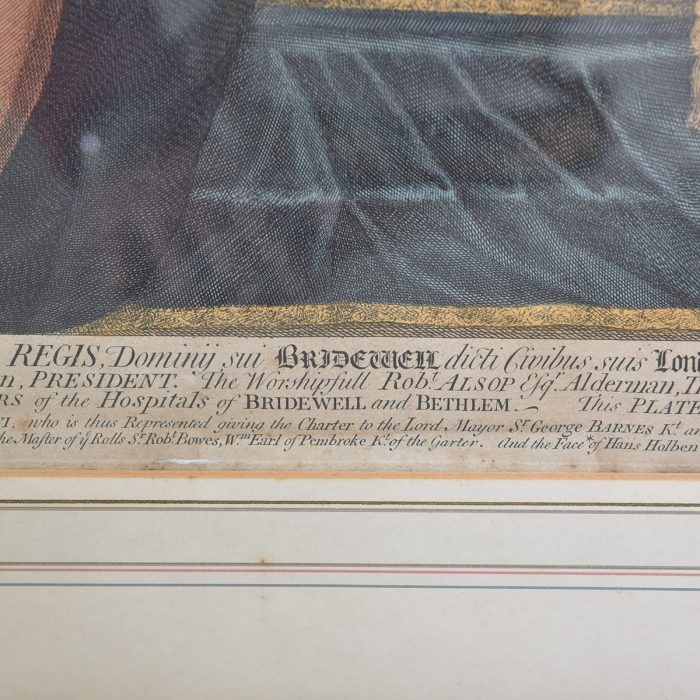 REGIS, Dominij sui BRIDEWELL dicti Civibus suis Lond
n, PRESIDENT. The Worshipfull Robᵗ. ALSOP Esqʳ. Alderman,
RS of the Hospitals of BRIDEWELL and BETHLEM. — This PLATE
I. who is thus Represented giving the Charter to the Lord Mayor Sʳ. George BARNES Kᵗ. an
he Master of yͤ Rolls Sʳ. Robᵗ. Bowes, Wᵐ. Earl of Pembroke Kᵗ. of the Garter. And the Face* of Hans Holben